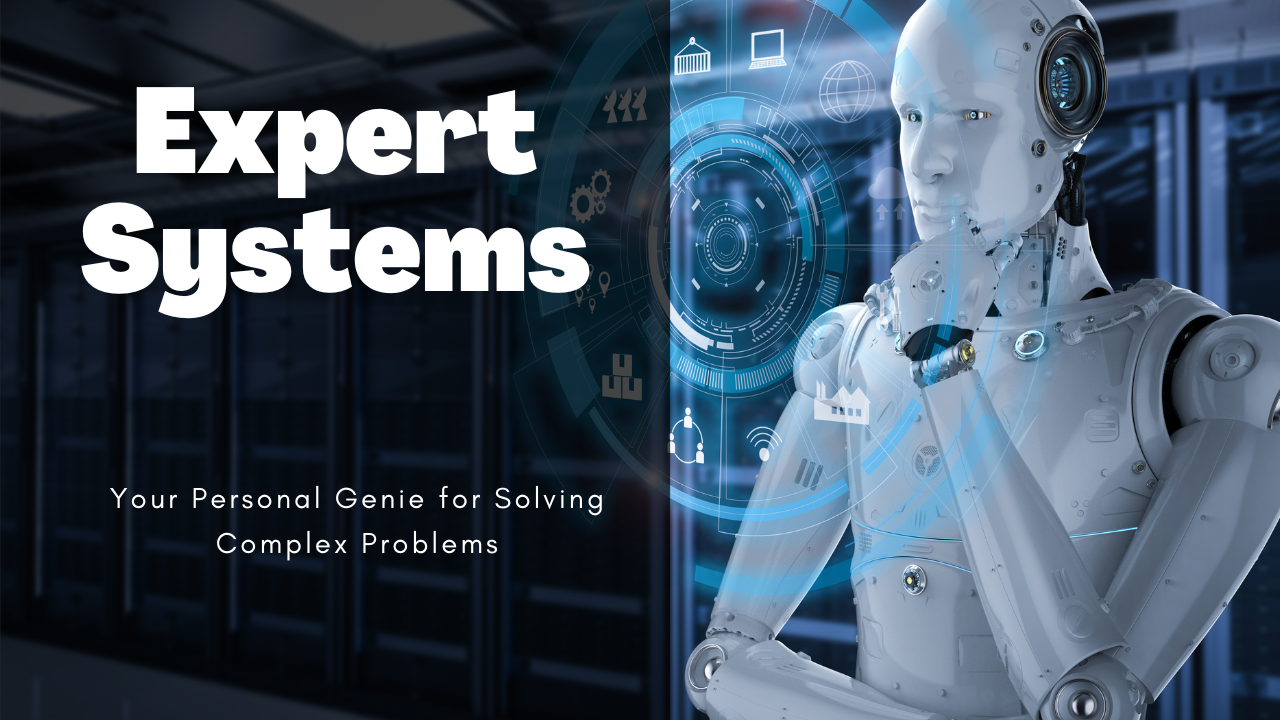 Expert
Systems
Your Personal Genie for Solving
Complex Problems